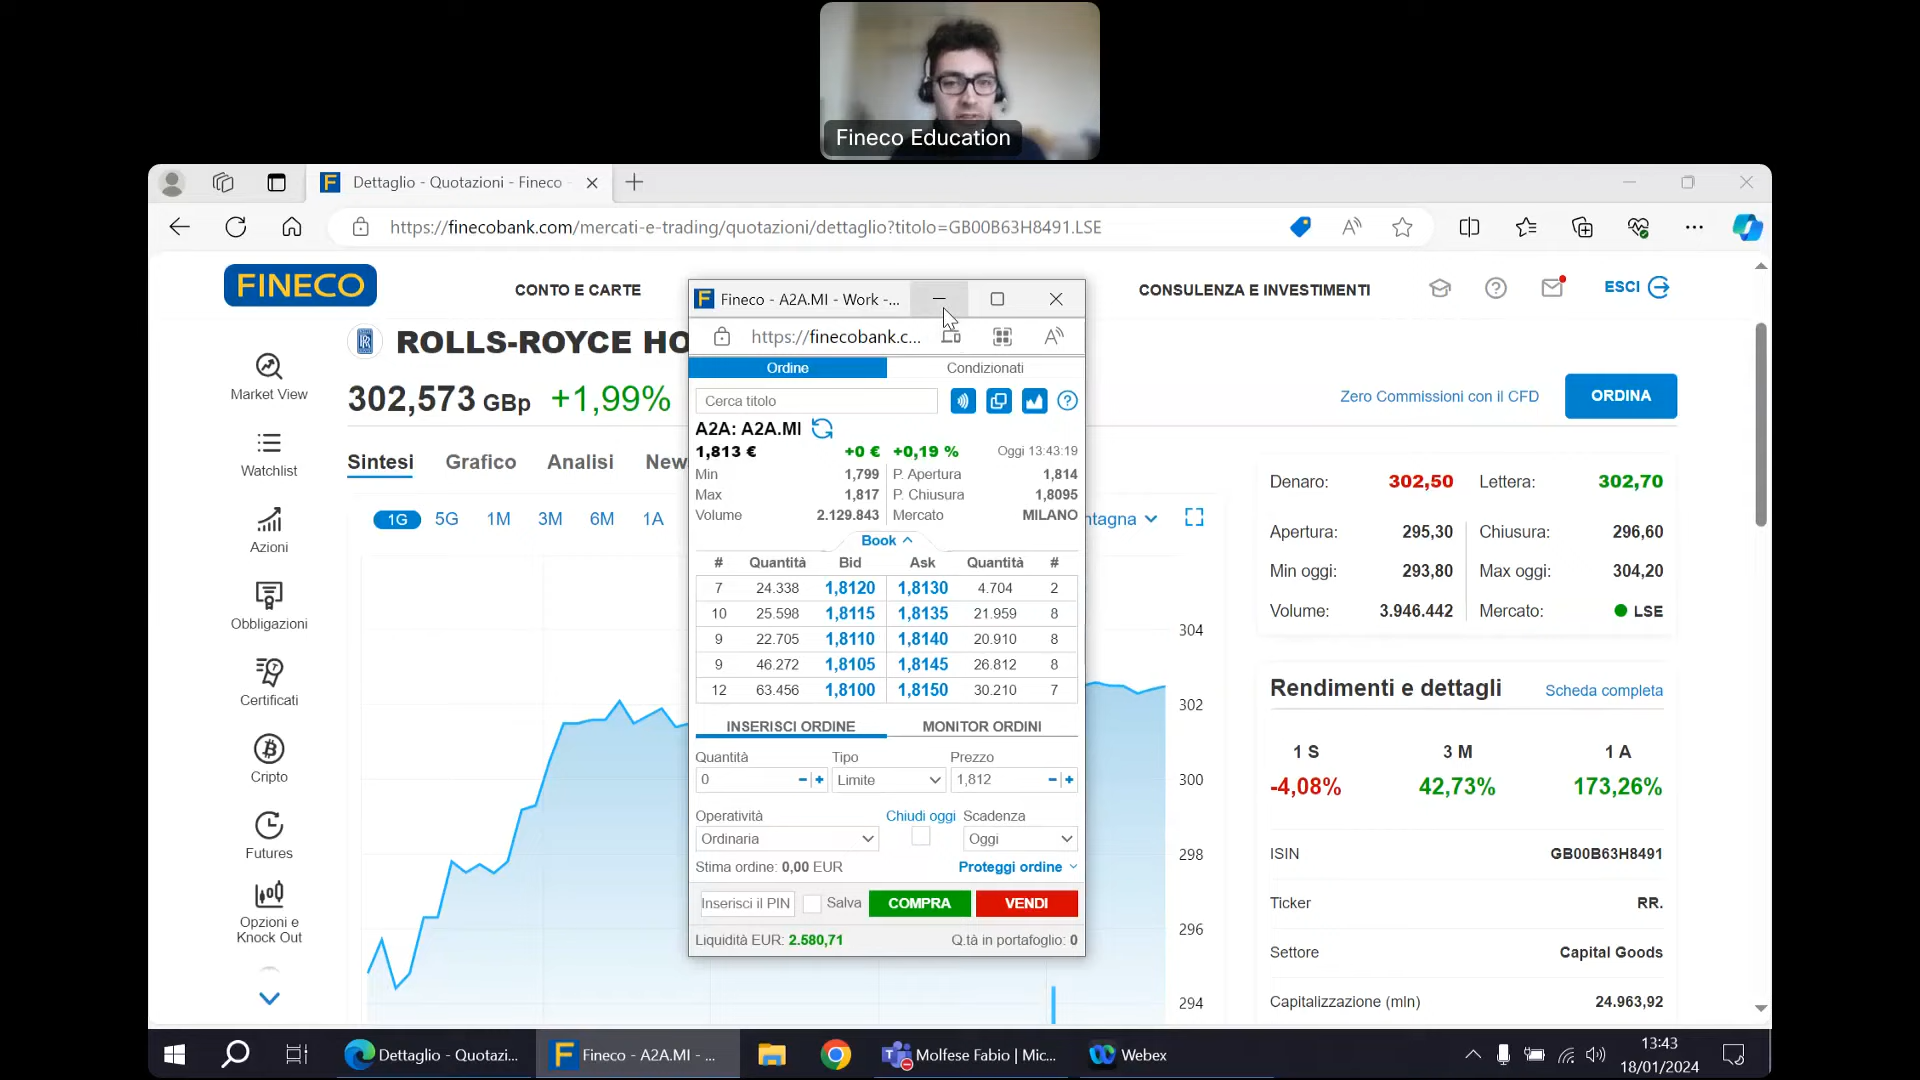 Fineco Education
Dettaglio - Quotazioni - Fineco
https://finecobank.com/mercati-e-trading/quotazioni/dettaglio?titolo=GB00B63H8491.LSE
FINECO
CONTO E CARTE
CONSULENZA E INVESTIMENTI
ESCI
Market View
Watchlist
Azioni
Obbligazioni
Certificati
Cripto
Futures
Opzioni e
Knock Out
ROLLS-ROYCE HO
302,573 GBp +1,99%
Zero Commissioni con il CFD
ORDINA
Sintesi Grafico Analisi New
1G 5G 1M 3M 6M 1A
ntagna
304
302
300
298
296
294
Fineco - A2A.MI - Work -...
https://finecobank.c...
Ordine Condizionati
Cerca titolo
A2A: A2A.MI
1,813 € +0 € +0,19 % Oggi 13:43:19
Min 1,799 P. Apertura 1,814
Max 1,817 P. Chiusura 1,8095
Volume 2.129.843 Mercato MILANO
Book
# Quantità Bid Ask Quantità #
7 24.338 1,8120 1,8130 4.704 2
10 25.598 1,8115 1,8135 21.959 8
9 22.705 1,8110 1,8140 20.910 8
9 46.272 1,8105 1,8145 26.812 8
12 63.456 1,8100 1,8150 30.210 7
INSERISCI ORDINE MONITOR ORDINI
Quantità Tipo Prezzo
0 Limite 1,812
Operatività Chiudi oggi Scadenza
Ordinaria Oggi
Stima ordine: 0,00 EUR Proteggi ordine
Inserisci il PIN Salva COMPRA VENDI
Liquidità EUR: 2.580,71 Q.tà in portafoglio: 0
Denaro: 302,50 Lettera: 302,70
Apertura: 295,30 Chiusura: 296,60
Min oggi: 293,80 Max oggi: 304,20
Volume: 3.946.442 Mercato: LSE
Rendimenti e dettagli Scheda completa
1 S 3 M 1 A
-4,08% 42,73% 173,26%
ISIN GB00B63H8491
Ticker RR.
Settore Capital Goods
Capitalizzazione (mln) 24.963,92
Dettaglio - Quotazi...
Fineco - A2A.MI - ...
Molfese Fabio | Mic...
Webex
13:43
18/01/2024